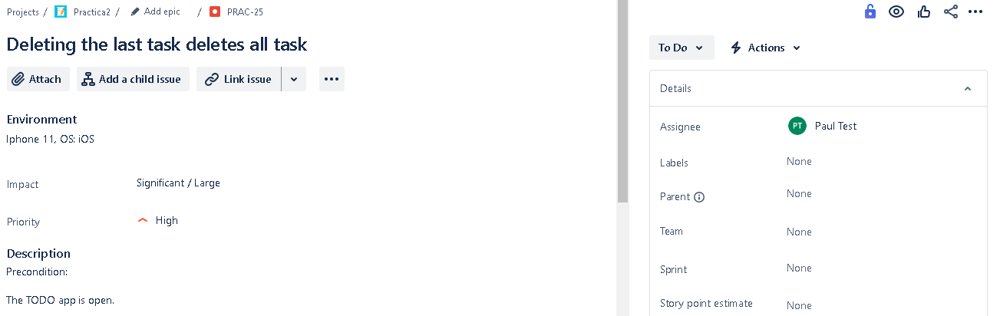 Projects / Practica2 / Add epic / PRAC-25
Deleting the last task deletes all task
Attach Add a child issue Link issue
Environment
Iphone 11, OS: iOS
Impact Significant / Large
Priority High
Description
Precondition:
The TODO app is open.
To Do Actions
Details
Assignee PT Paul Test
Labels None
Parent None
Team None
Sprint None
Story point estimate None